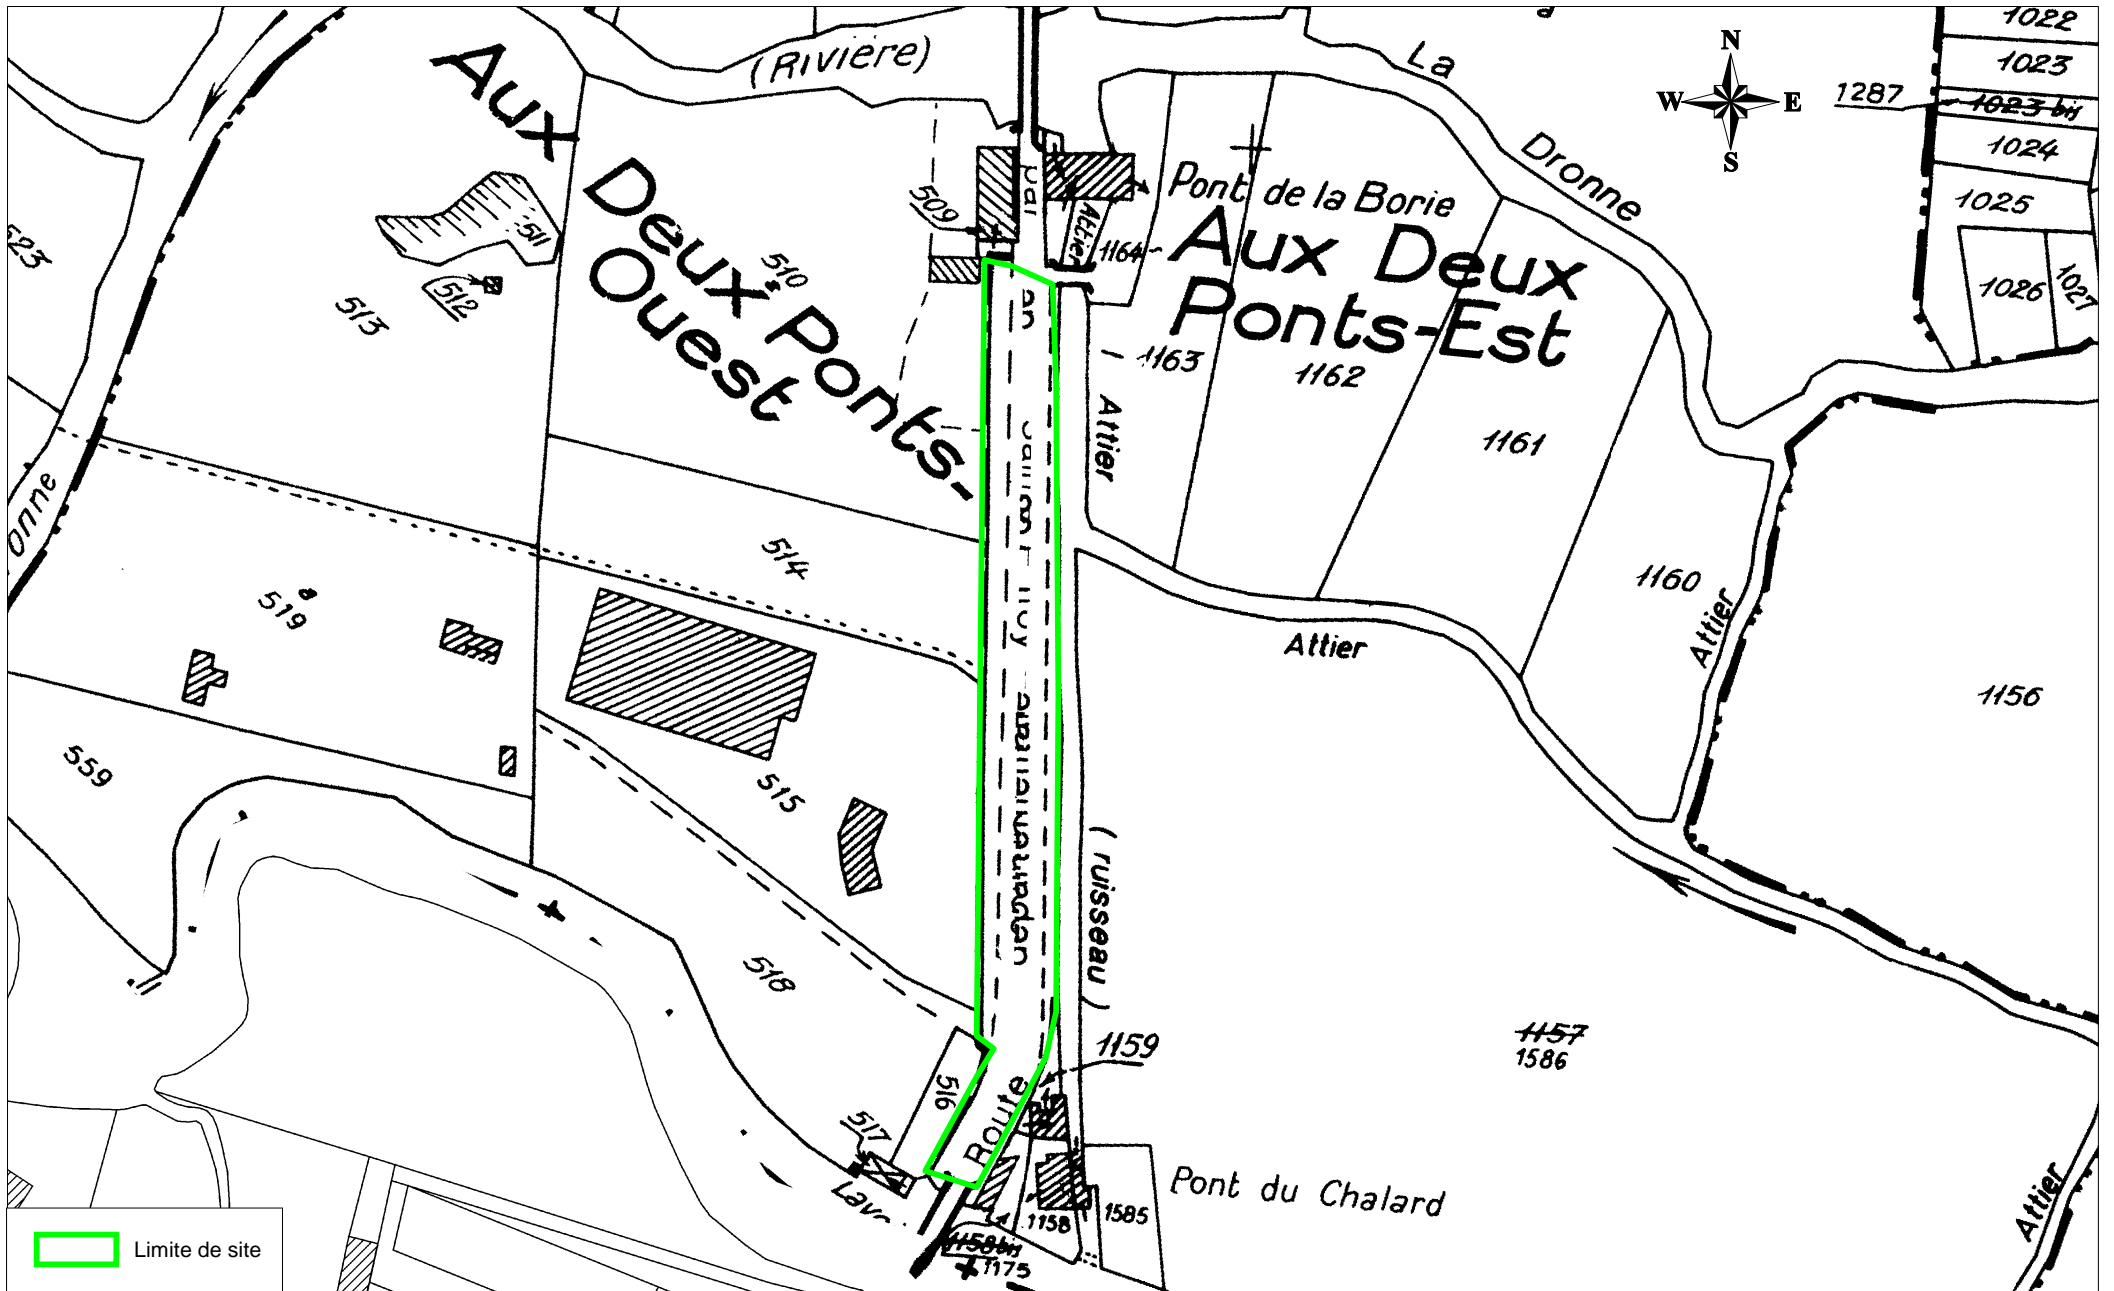 (Rivière)
La
Dronne
N
W
E
S
1022
1023
1287
1023 bis
1024
1025
1026
1027
Aux
Deux Ponts-
Ouest
509
510
511
512
513
523
Attier
1164
Pont de la Borie
Aux Deux
Ponts-Est
1163
1162
1161
1160
Attier
Attier
Attier
1156
514
519
a
onne
559
515
518
516
517
Route
(ruisseau)
1159
1157
1586
Pont du Chalard
1158
1585
1158 bis
1175
Attier
Limite de site